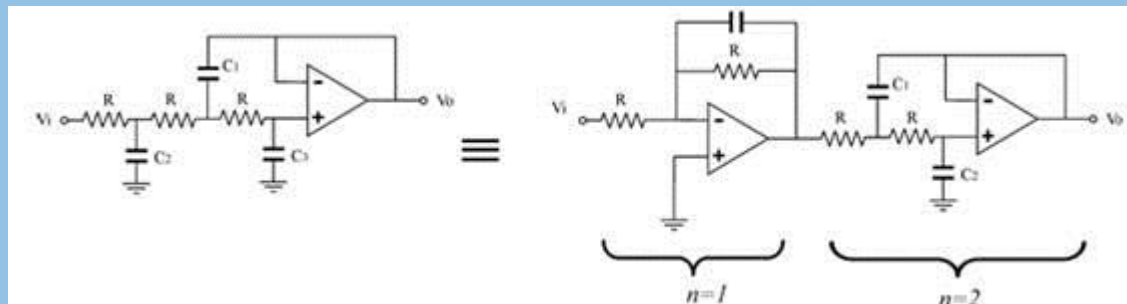 C1
R
R
R
Vi
-
+
Vo
C2
C3
≡
R
R
Vi
-
+
C1
R
R
-
+
Vo
C2
n=1
n=2